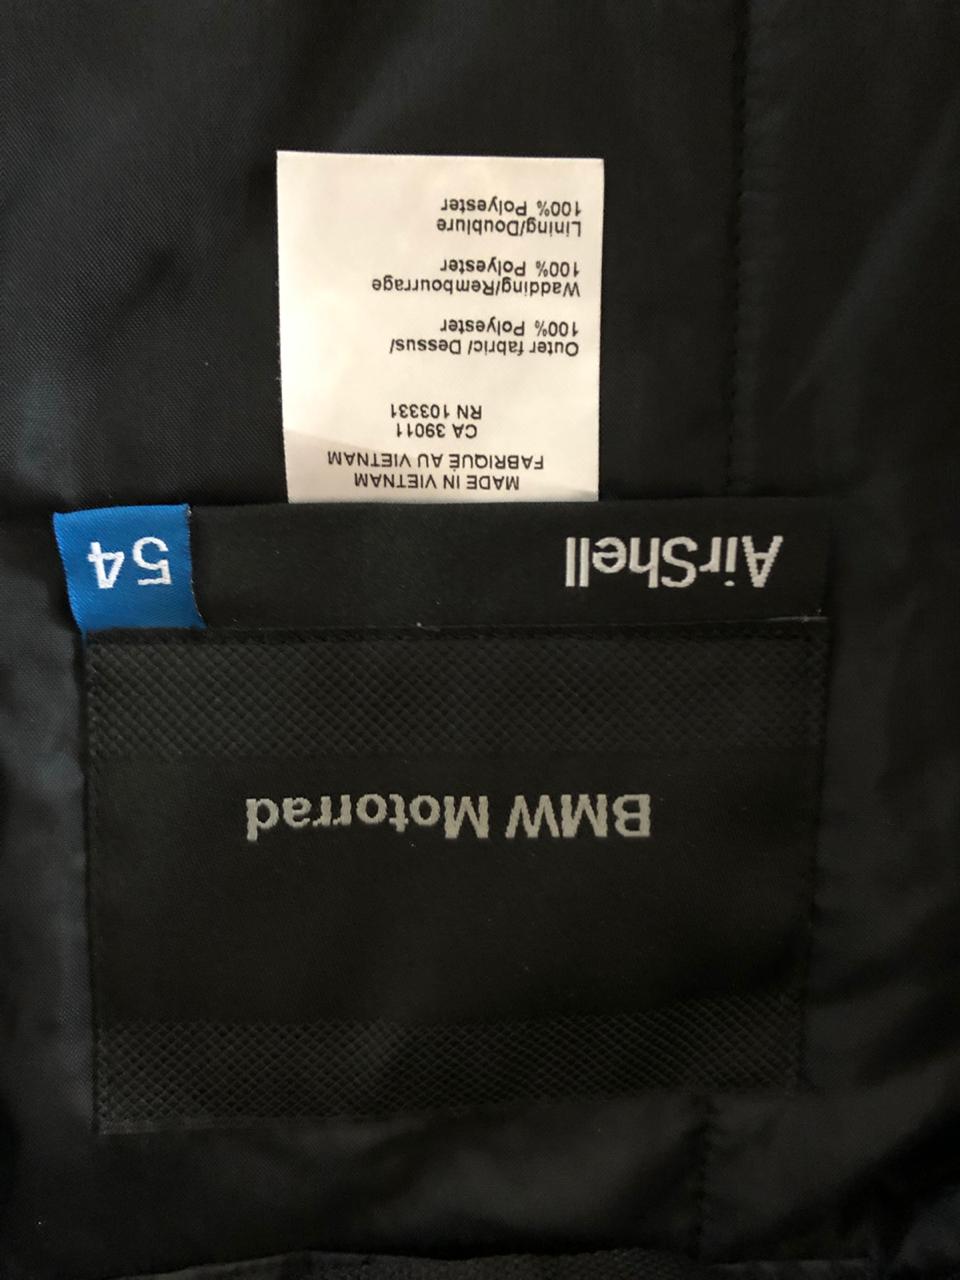 BMW Motorrad
AirShell
54
MADE IN VIETNAM
FABRIQUÉ AU VIETNAM
CA 39011
RN 103331
Outer fabric/ Dessus/
100% Polyester
Wadding/Rembourrage
100% Polyester
Lining/Doublure
100% Polyester